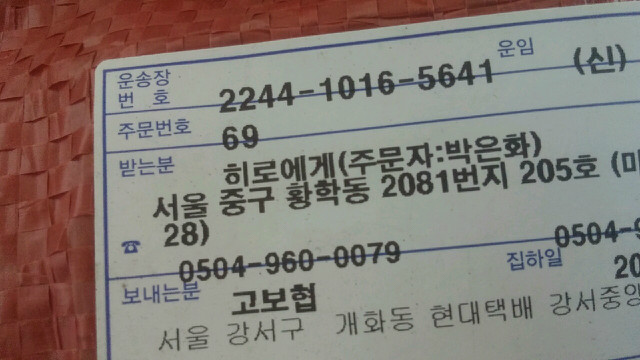 운송장 번 호 2244-1016-5641 운임 (신)
주문번호 69
받는분 히로에게(주문자:박은화)
서울 중구 황학동 2081번지 205호 (미
28)
☎ 0504-960-0079 0504-9
집하일 20
보내는분 고보협
서울 강서구 개화동 현대택배 강서중앙